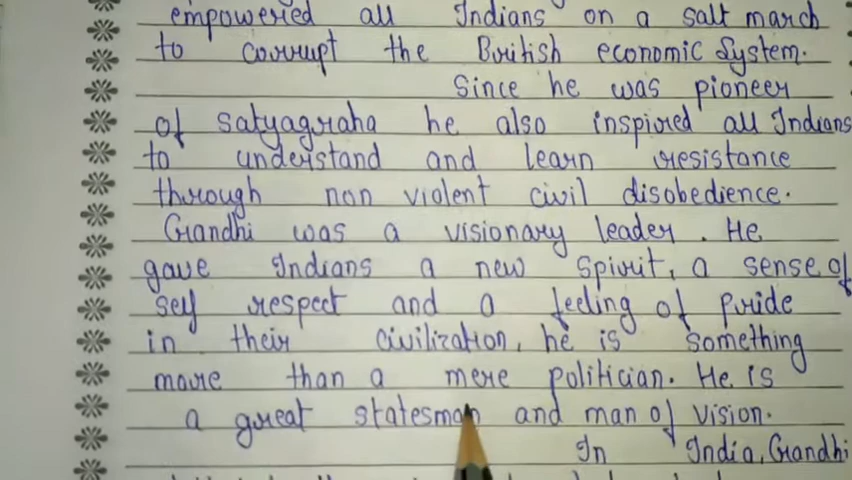 empowered all Indians on a salt march
to corrupt the British economic System.
Since he was pioneer
of satyagraha he also inspired all Indians
to understand and learn resistance
through non violent civil disobedience.
Gandhi was a visionary leader. He
gave Indians a new spirit, a sense of
self respect and a feeling of pride
in their civilization, he is something
more than a mere politician. He is
a great statesman and man of vision.
In India, Gandhi